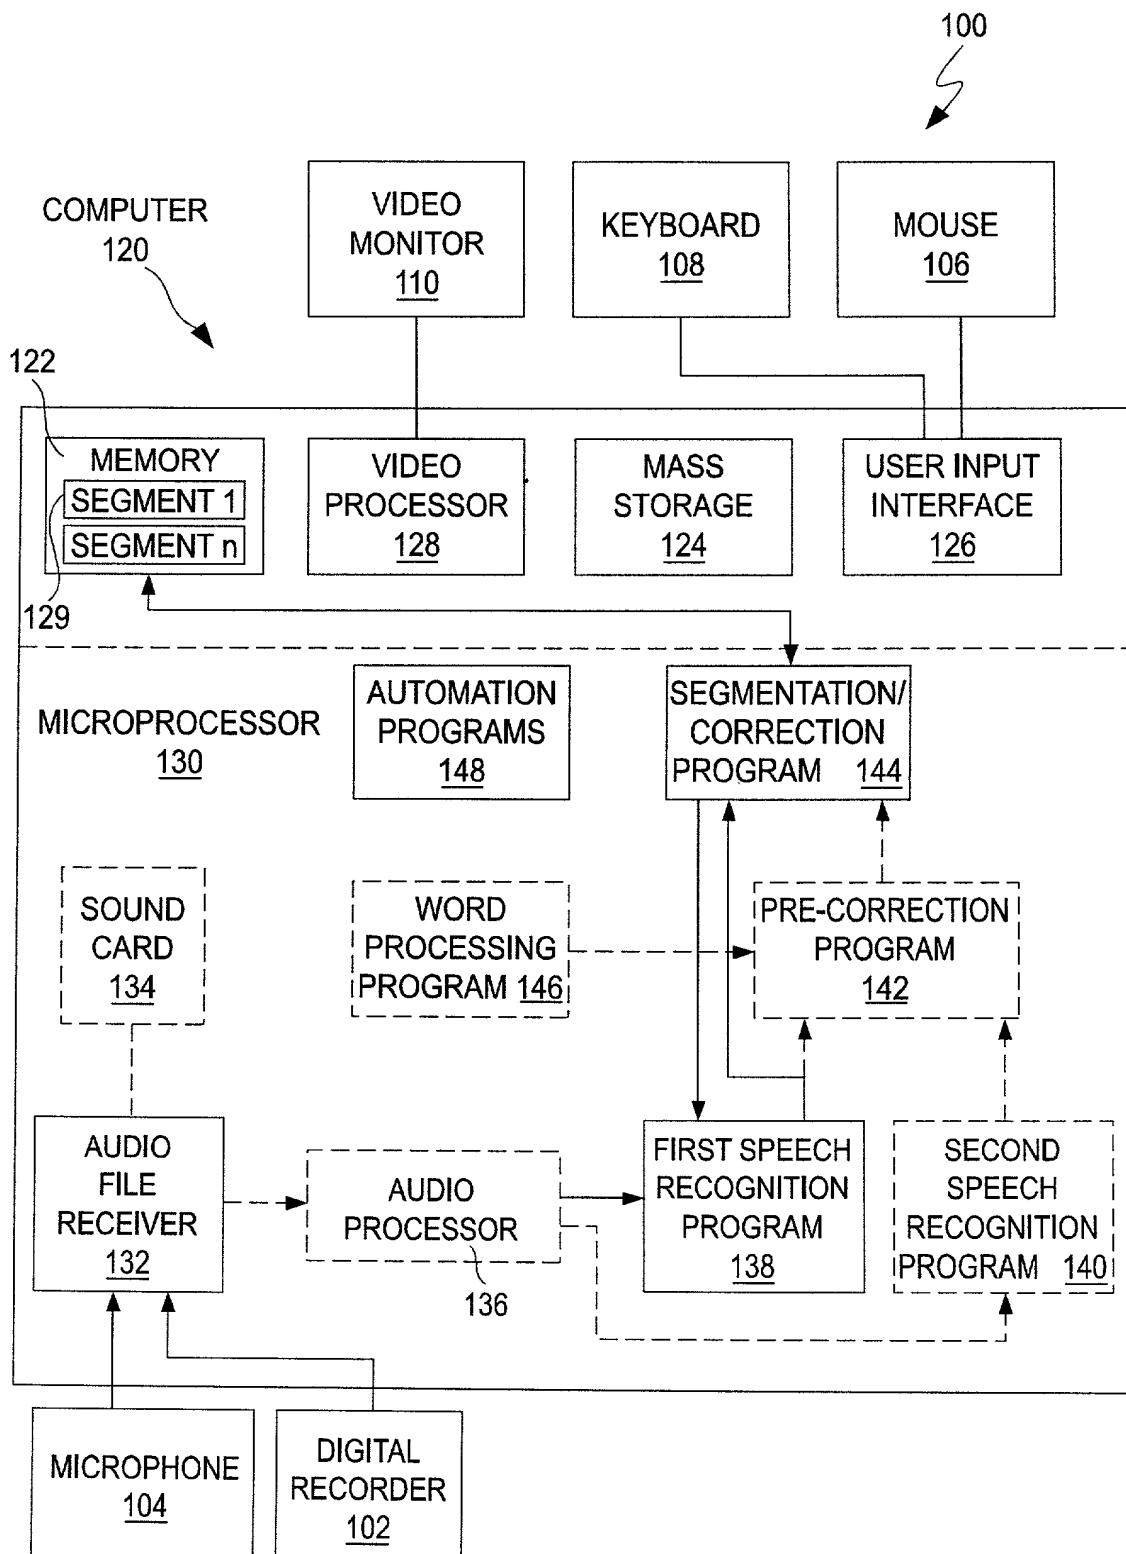 100
COMPUTER
120
VIDEO
MONITOR
110
KEYBOARD
108
MOUSE
106
122
MEMORY
SEGMENT 1
SEGMENT n
129
VIDEO
PROCESSOR
128
MASS
STORAGE
124
USER INPUT
INTERFACE
126
MICROPROCESSOR
130
AUTOMATION
PROGRAMS
148
SEGMENTATION/
CORRECTION
PROGRAM 144
SOUND
CARD
134
WORD
PROCESSING
PROGRAM 146
PRE-CORRECTION
PROGRAM
142
AUDIO
FILE
RECEIVER
132
AUDIO
PROCESSOR
136
FIRST SPEECH
RECOGNITION
PROGRAM
138
SECOND
SPEECH
RECOGNITION
PROGRAM 140
MICROPHONE
104
DIGITAL
RECORDER
102